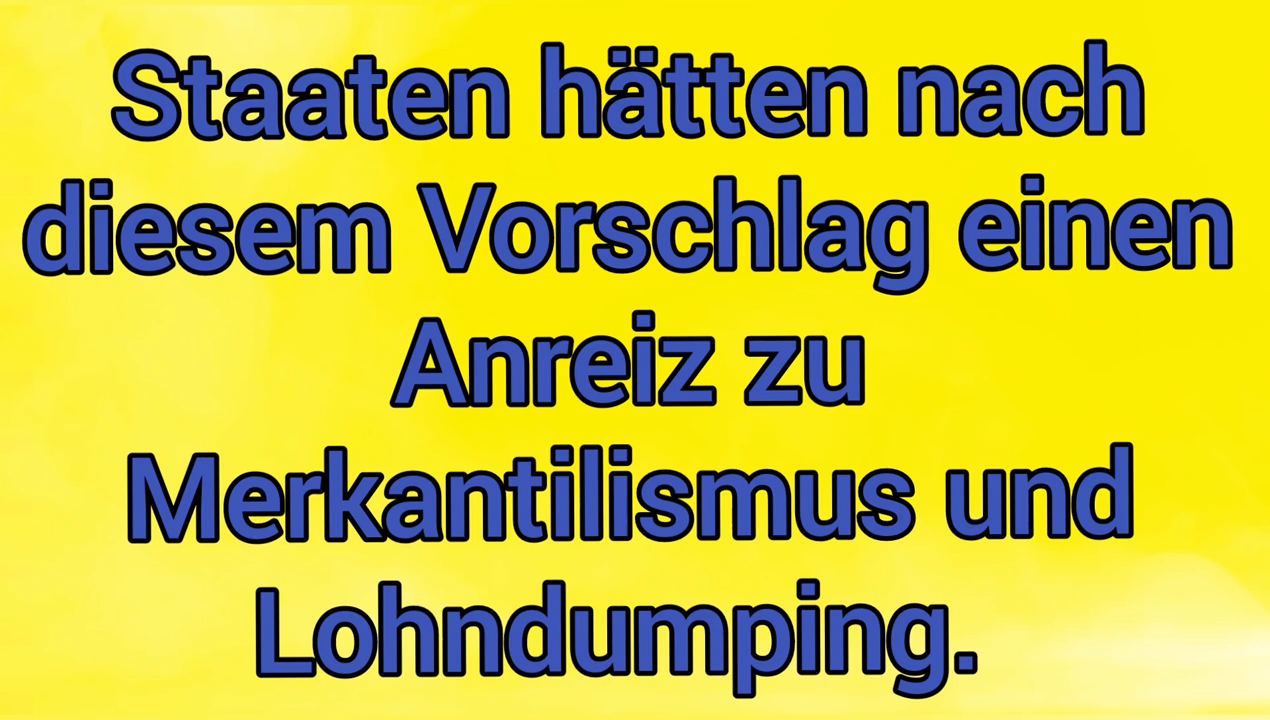 Staaten hätten nach
diesem Vorschlag einen
Anreiz zu
Merkantilismus und
Lohndumping.